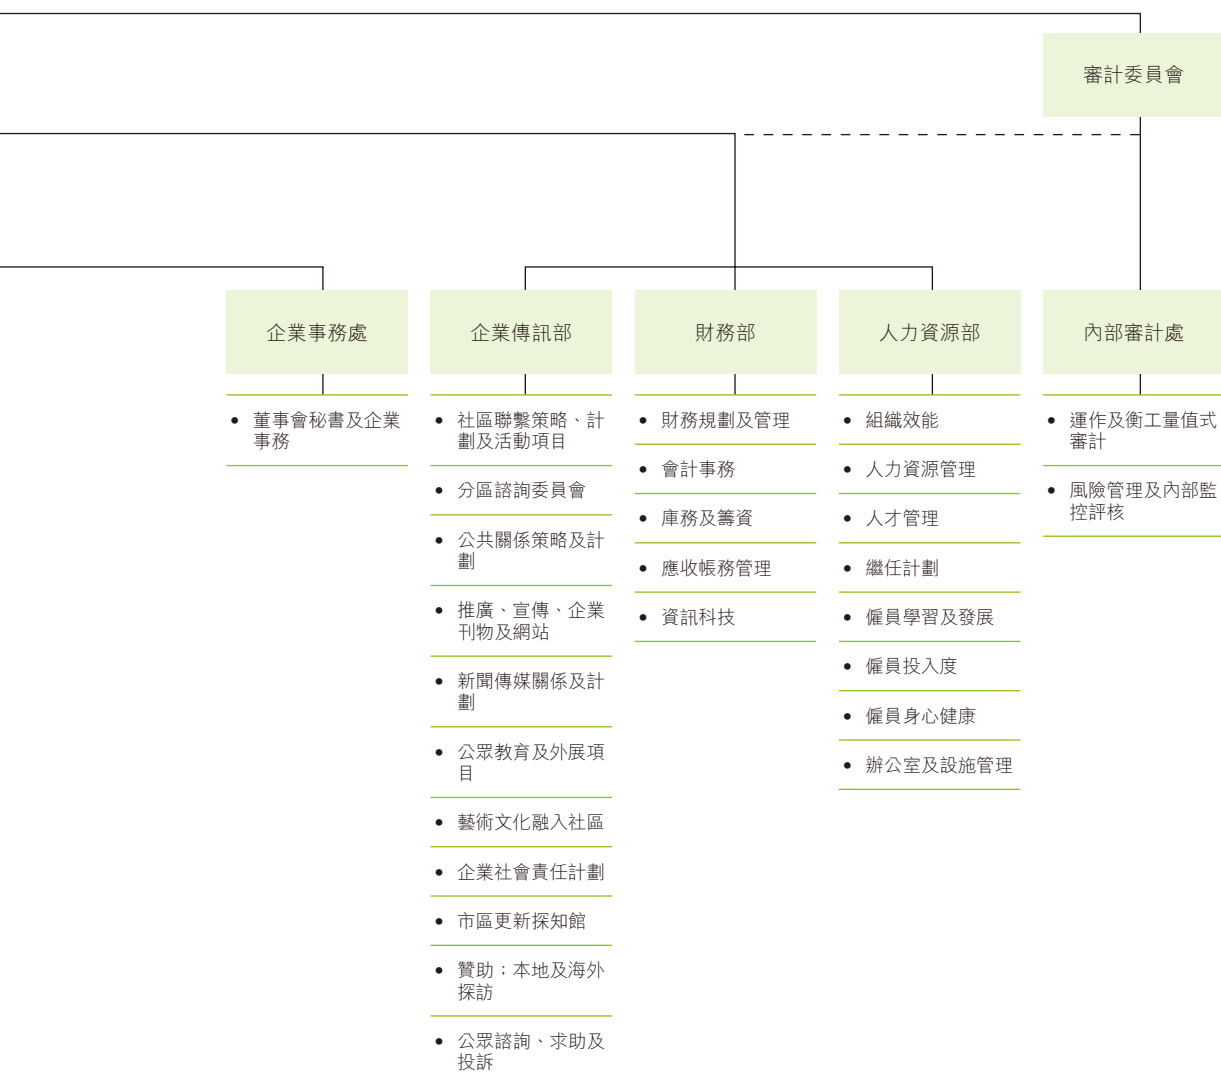 審計委員會
企業事務處
董事會秘書及企業
事務
企業傳訊部
社區聯繫策略、計
劃及活動項目
分區諮詢委員會
公共關係策略及計
劃
推廣、宣傳、企業
刊物及網站
新聞傳媒關係及計
劃
公眾教育及外展項
目
藝術文化融入社區
企業社會責任計劃
市區更新探知館
贊助；本地及海外
探訪
公眾諮詢、求助及
投訴
財務部
財務規劃及管理
會計事務
庫務及籌資
應收帳務管理
資訊科技
人力資源部
組織效能
人力資源管理
人才管理
繼任計劃
僱員學習及發展
僱員投入度
僱員身心健康
辦公室及設施管理
內部審計處
運作及衡工量值式
審計
風險管理及內部監
控評核